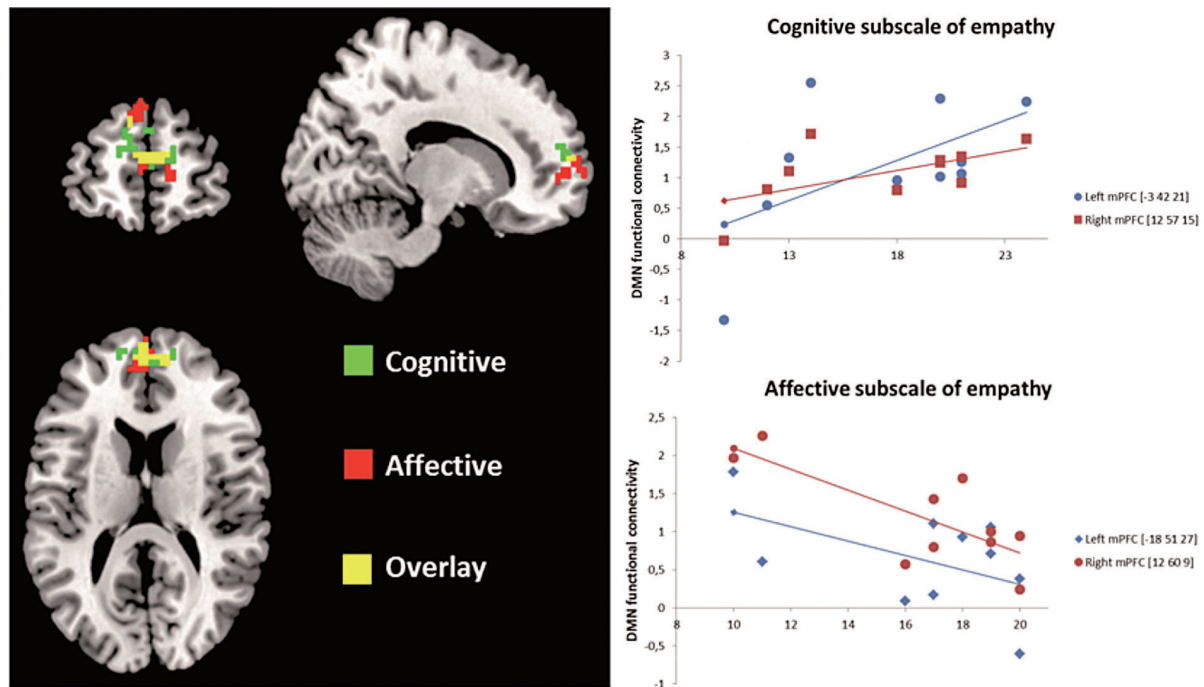 Cognitive
Affective
Overlay
Cognitive subscale of empathy
DMN functional connectivity
3
2,5
2
1,5
1
0,5
0
-0,5
-1
-1,5
-2
8
13
18
23
Left mPFC [-3 42 21]
Right mPFC [12 57 15]
Affective subscale of empathy
DMN functional connectivity
2,5
2
1,5
1
0,5
0
-0,5
-1
8
10
12
14
16
18
20
Left mPFC [-18 51 27]
Right mPFC [12 60 9]